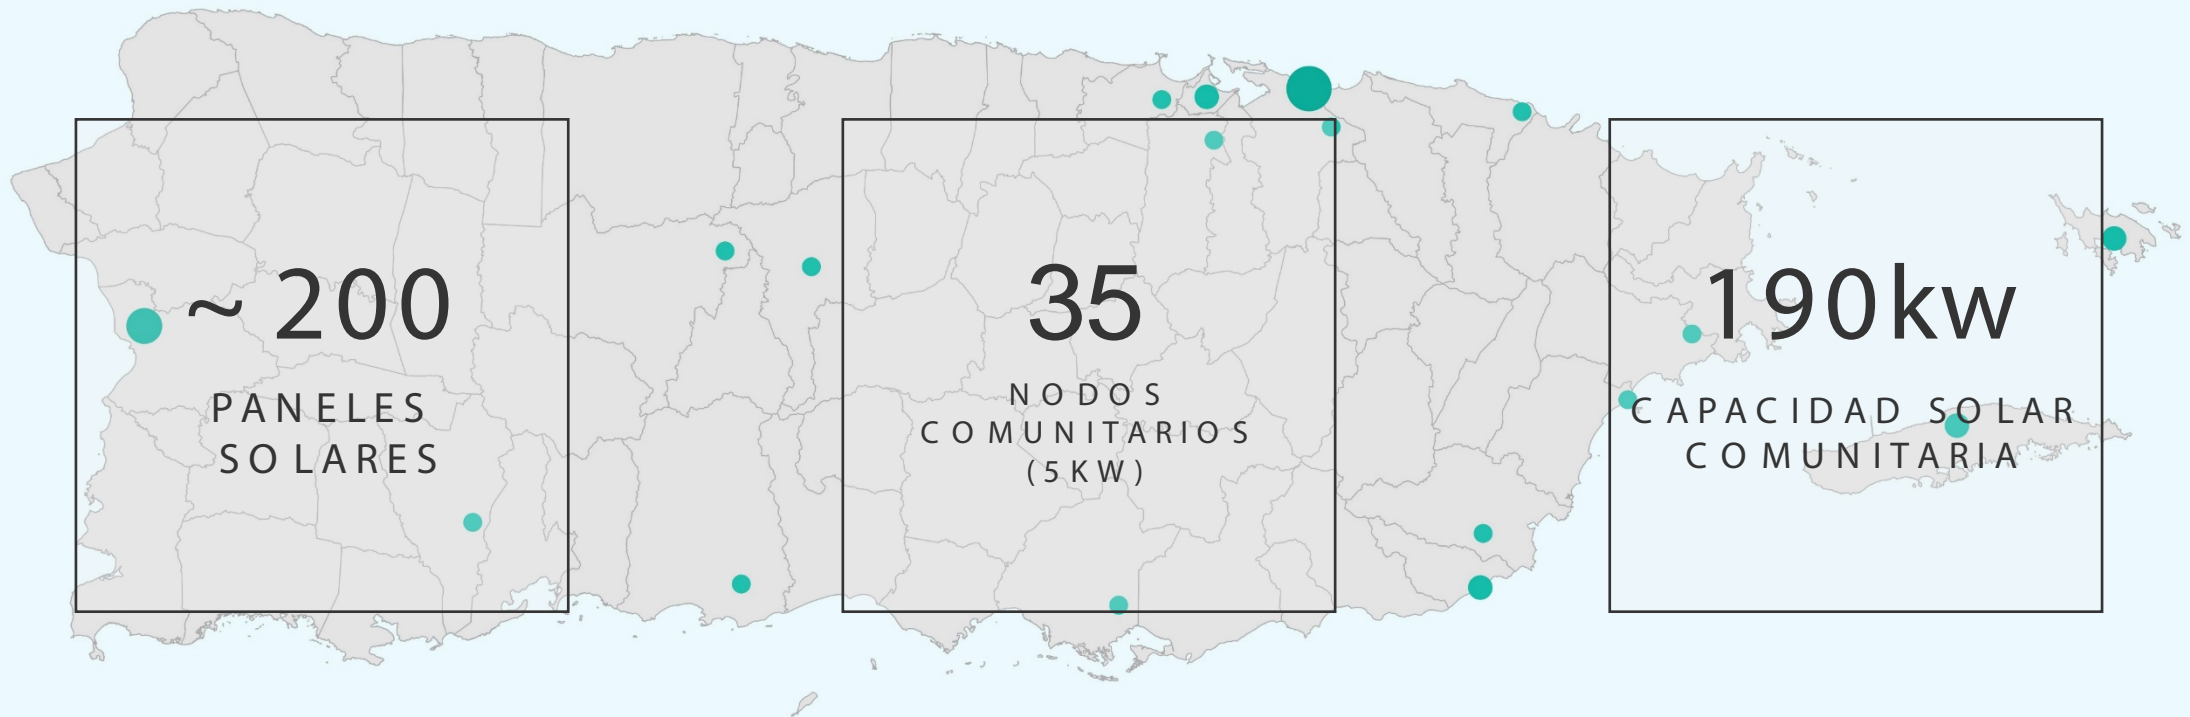 ~ 200
PANELES
SOLARES
35
NODOS
COMUNITARIOS
(5KW)
190kw
CAPACIDAD SOLAR
COMUNITARIA